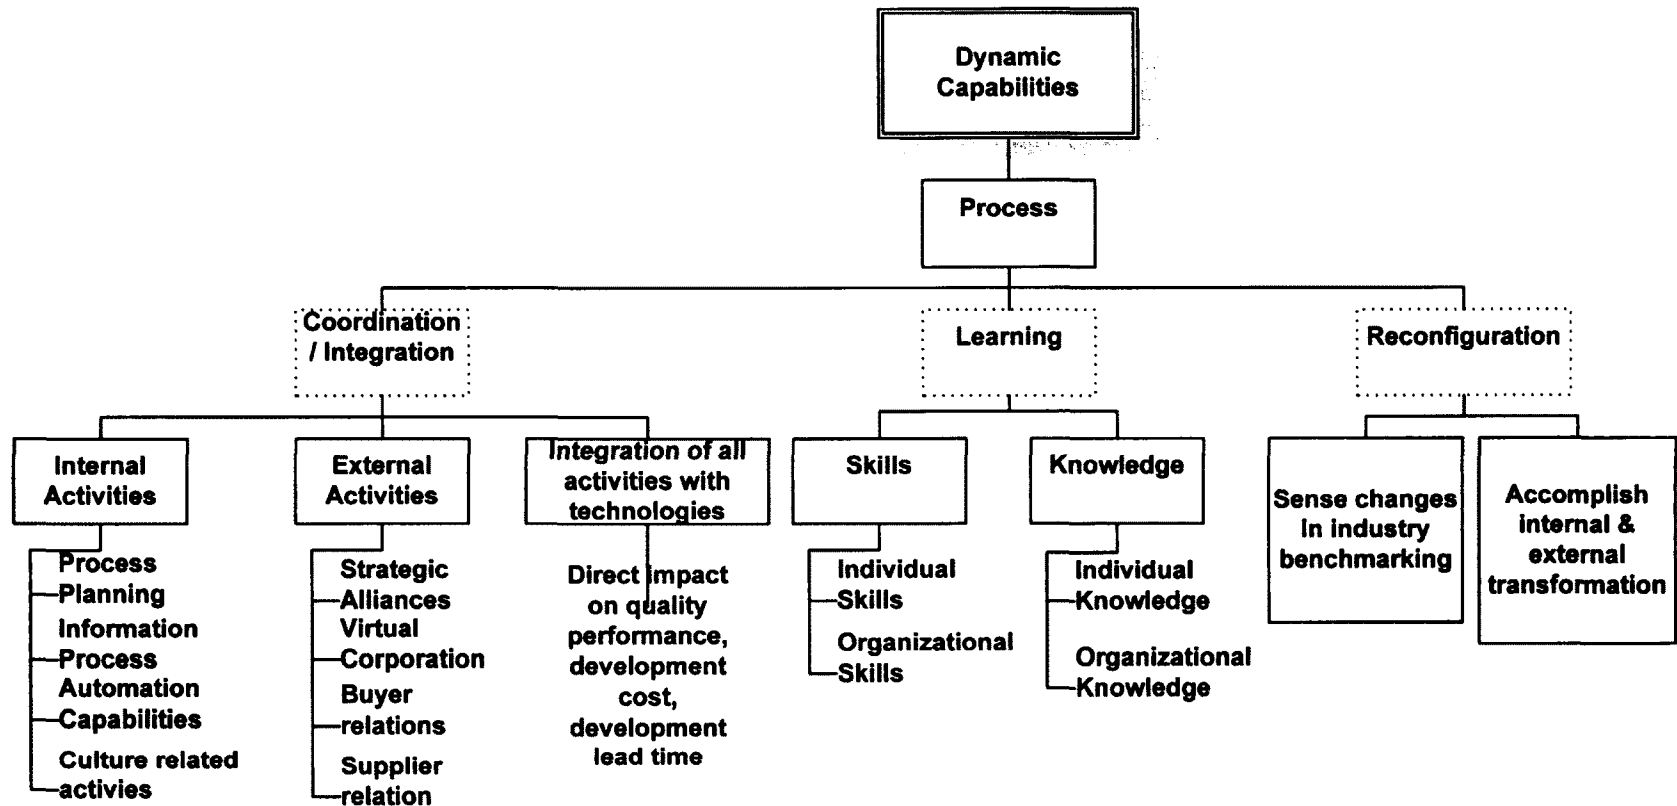 Dynamic
Capabilities
Process
Coordination
/ Integration
Learning
Reconfiguration
Internal
Activities
External
Activities
Integration of all
activities with
technologies
Skills
Knowledge
Sense changes
in industry
benchmarking
Accomplish
internal &
external
transformation
Process
Planning
Information
Process
Automation
Capabilities
Culture related
activies
Strategic
Alliances
Virtual
Corporation
Buyer
relations
Supplier
relation
Direct impact
on quality
performance,
development
cost,
development
lead time
Individual
Skills
Organizational
Skills
Individual
Knowledge
Organizational
Knowledge